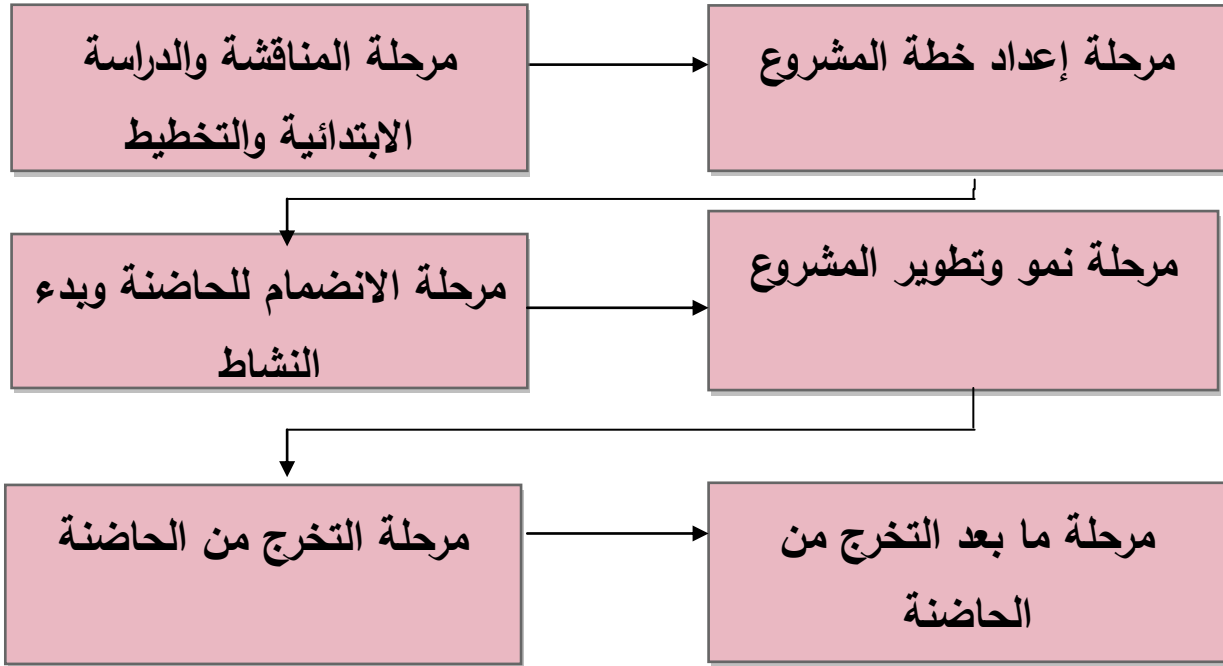 مرحلة المناقشة والدراسة
الابتدائية والتخطيط
مرحلة إعداد خطة المشروع
مرحلة الانضمام للحاضنة وبدء
النشاط
مرحلة نمو وتطوير المشروع
مرحلة التخرج من الحاضنة
مرحلة ما بعد التخرج من
الحاضنة